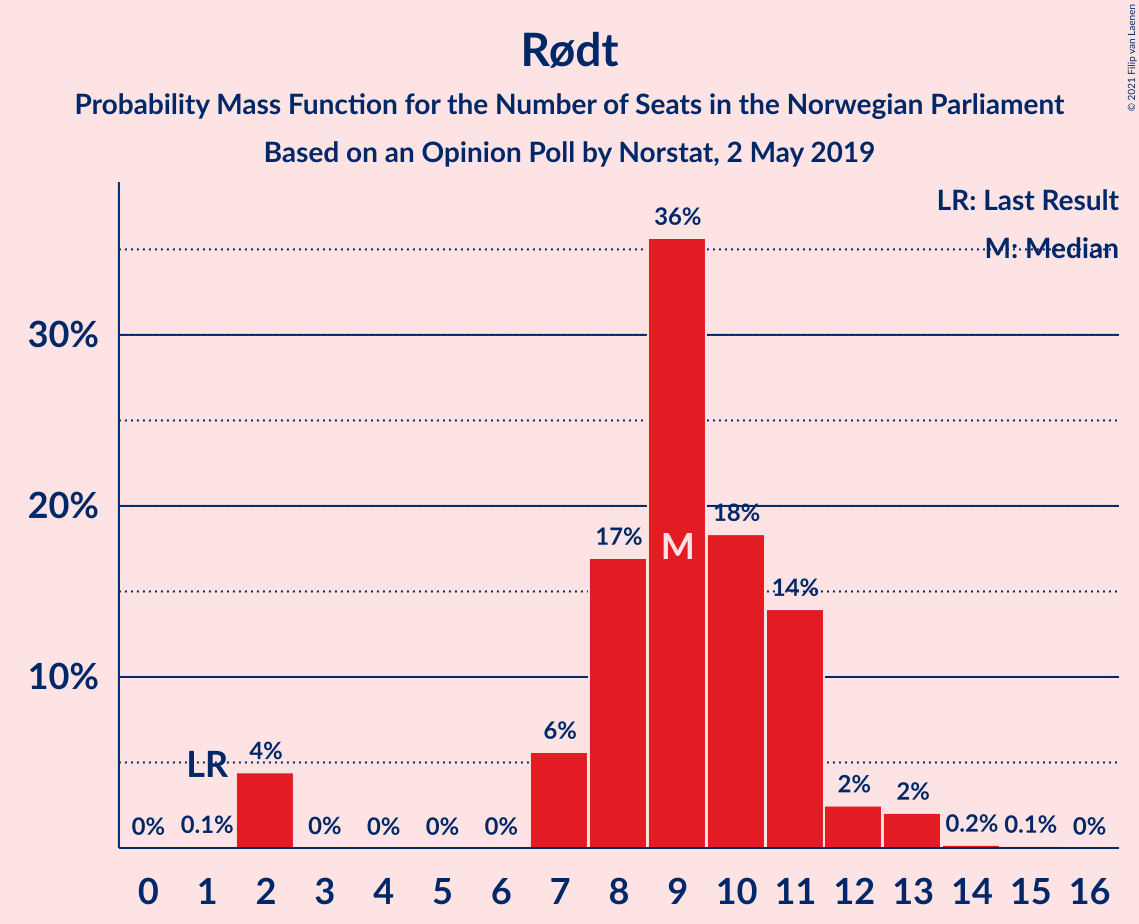 © 2021 Filip van Laenen
Rødt
Probability Mass Function for the Number of Seats in the Norwegian Parliament
Based on an Opinion Poll by Norstat, 2 May 2019
LR: Last Result
M: Median
36%
30%
20%
18%
17%
M
14%
10%
6%
LR
4%
2%
2%
0%
0.1%
0%
0%
0%
0%
0.2%
0.1%
0%
0 1 2 3 4 5 6 7 8 9 10 11 12 13 14 15 16